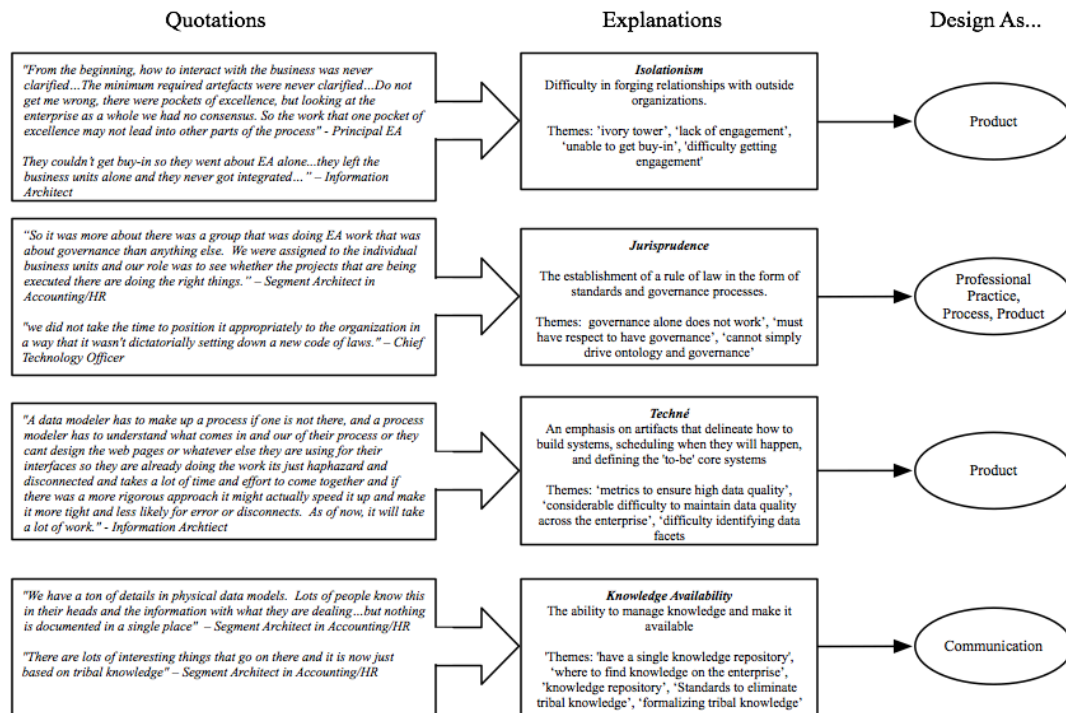 Quotations
Explanations
Design As...
"From the beginning, how to interact with the business was never
clarified…The minimum required artefacts were never clarified…Do not
get me wrong, there were pockets of excellence, but looking at the
enterprise as a whole we had no consensus. So the work that one pocket of
excellence may not lead into other parts of the process" - Principal EA
They couldn't get buy-in so they went about EA alone...they left the
business units alone and they never got integrated…" – Information
Architect
Isolationism
Difficulty in forging relationships with outside
organizations.
Themes: 'ivory tower', 'lack of engagement',
'unable to get buy-in', 'difficulty getting
engagement'
Product
"So it was more about there was a group that was doing EA work that was
about governance than anything else.  We were assigned to the individual
business units and our role was to see whether the projects that are being
executed there are doing the right things." – Segment Architect in
Accounting/HR
"we did not take the time to position it appropriately to the organization in
a way that it wasn't dictatorially setting down a new code of laws." – Chief
Technology Officer
Jurisprudence
The establishment of a rule of law in the form of
standards and governance processes.
Themes:  governance alone does not work', 'must
have respect to have governance', 'cannot simply
drive ontology and governance'
Professional
Practice,
Process, Product
"A data modeler has to make up a process if one is not there, and a process
modeler has to understand what comes in and our of their process or they
cant design the web pages or whatever else they are using for their
interfaces so they are already doing the work its just haphazard and
disconnected and takes a lot of time and effort to come together and if
there was a more rigorous approach it might actually speed it up and make
it more tight and less likely for error or disconnects.  As of now, it will take
a lot of work." - Information Archtiect
Techné
An emphasis on artifacts that delineate how to
build systems, scheduling when they will happen,
and defining the 'to-be' core systems
Themes: 'metrics to ensure high data quality',
'considerable difficulty to maintain data quality
across the enterprise', 'difficulty identifying data
facets
Product
"We have a ton of details in physical data models.  Lots of people know this
in their heads and the information with what they are dealing…but nothing
is documented in a single place"  – Segment Architect in Accounting/HR
"There are lots of interesting things that go on there and it is now just
based on tribal knowledge" – Segment Architect in Accounting/HR
Knowledge Availability
The ability to manage knowledge and make it
available
'Themes: 'have a single knowledge repository',
'where to find knowledge on the enterprise',
'knowledge repository', 'Standards to eliminate
tribal knowledge', 'formalizing tribal knowledge'
Communication